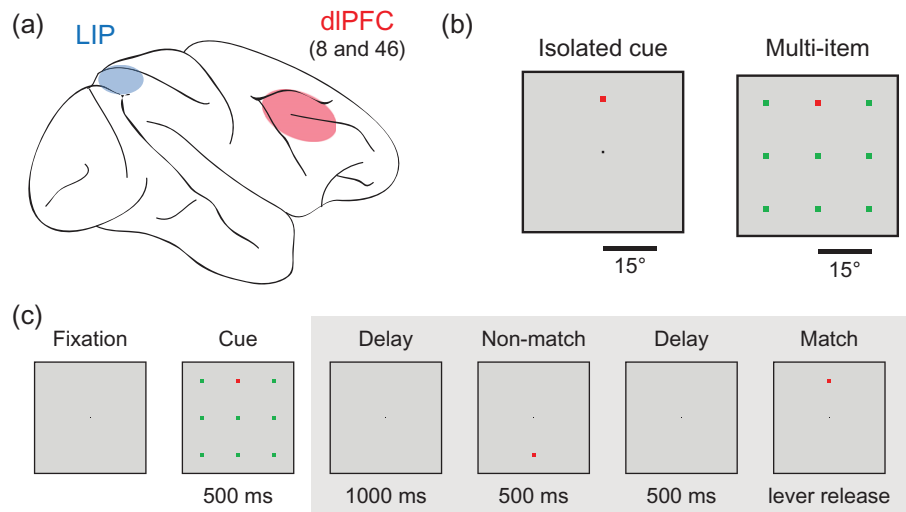 (a)
LIP
dlPFC
(8 and 46)
(b)
Isolated cue
Multi-item
15°
15°
(c)
Fixation
Cue
Delay
Non-match
Delay
Match
500 ms
1000 ms
500 ms
500 ms
lever release